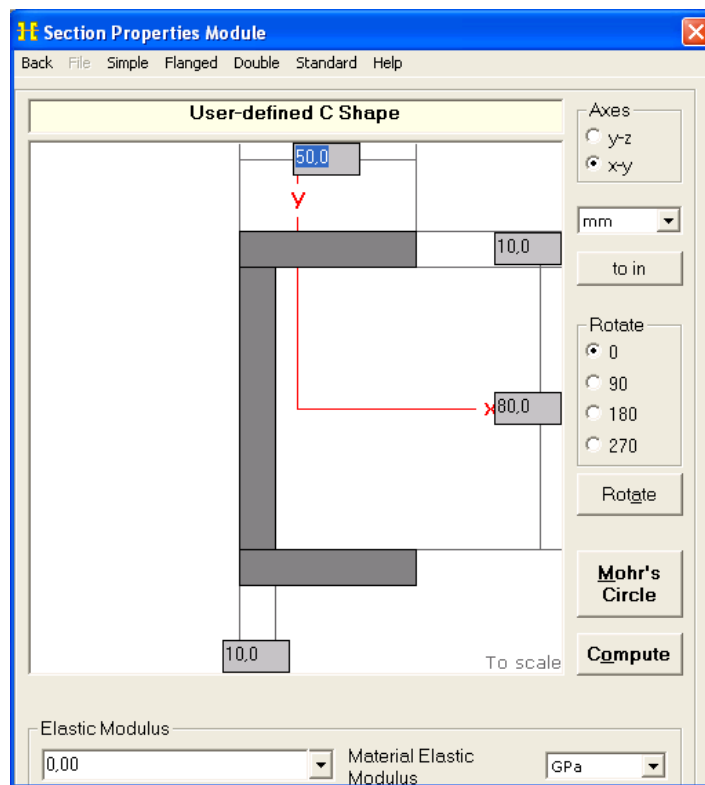 Section Properties Module
Back File Simple Flanged Double Standard Help
User-defined C Shape
Axes
y-z
x-y
50,0
y
mm
10,0
to in
Rotate
0
90
x 80,0
180
270
Rotate
Mohr's
Circle
10,0
To scale
Compute
Elastic Modulus
0,00
Material Elastic
Modulus
GPa